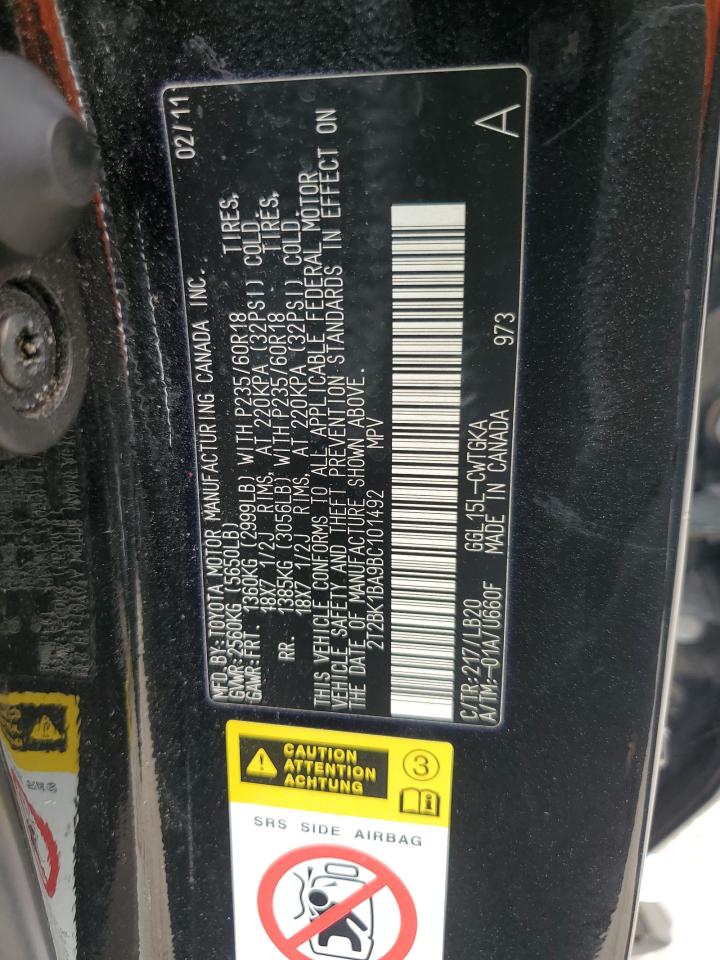 MFD. BY: TOYOTA MOTOR MANUFACTURING CANADA INC. 02/11
GWR: 2560KG (5650LB)
GAWR: FRT. 1360KG (2999LB) WITH P235/60R18 TIRES,
18X7 1/2J RIMS, AT 220KPA (32PSI) COLD.
RR. 1385KG (3056LB) WITH P235/60R18 TIRES,
18X7 1/2J RIMS, AT 220KPA (32PSI) COLD.
THIS VEHICLE CONFORMS TO ALL APPLICABLE FEDERAL MOTOR
VEHICLE SAFETY AND THEFT PREVENTION STANDARDS IN EFFECT ON
THE DATE OF MANUFACTURE SHOWN ABOVE.
2T2BK1BA9BC101492 MPV
C/TR: 217/LB20 GGL15L-CWTGKA 973 A
A/TM: -01A/U660F MADE IN CANADA
CAUTION
ATTENTION
ACHTUNG
3
SRS SIDE AIRBAG